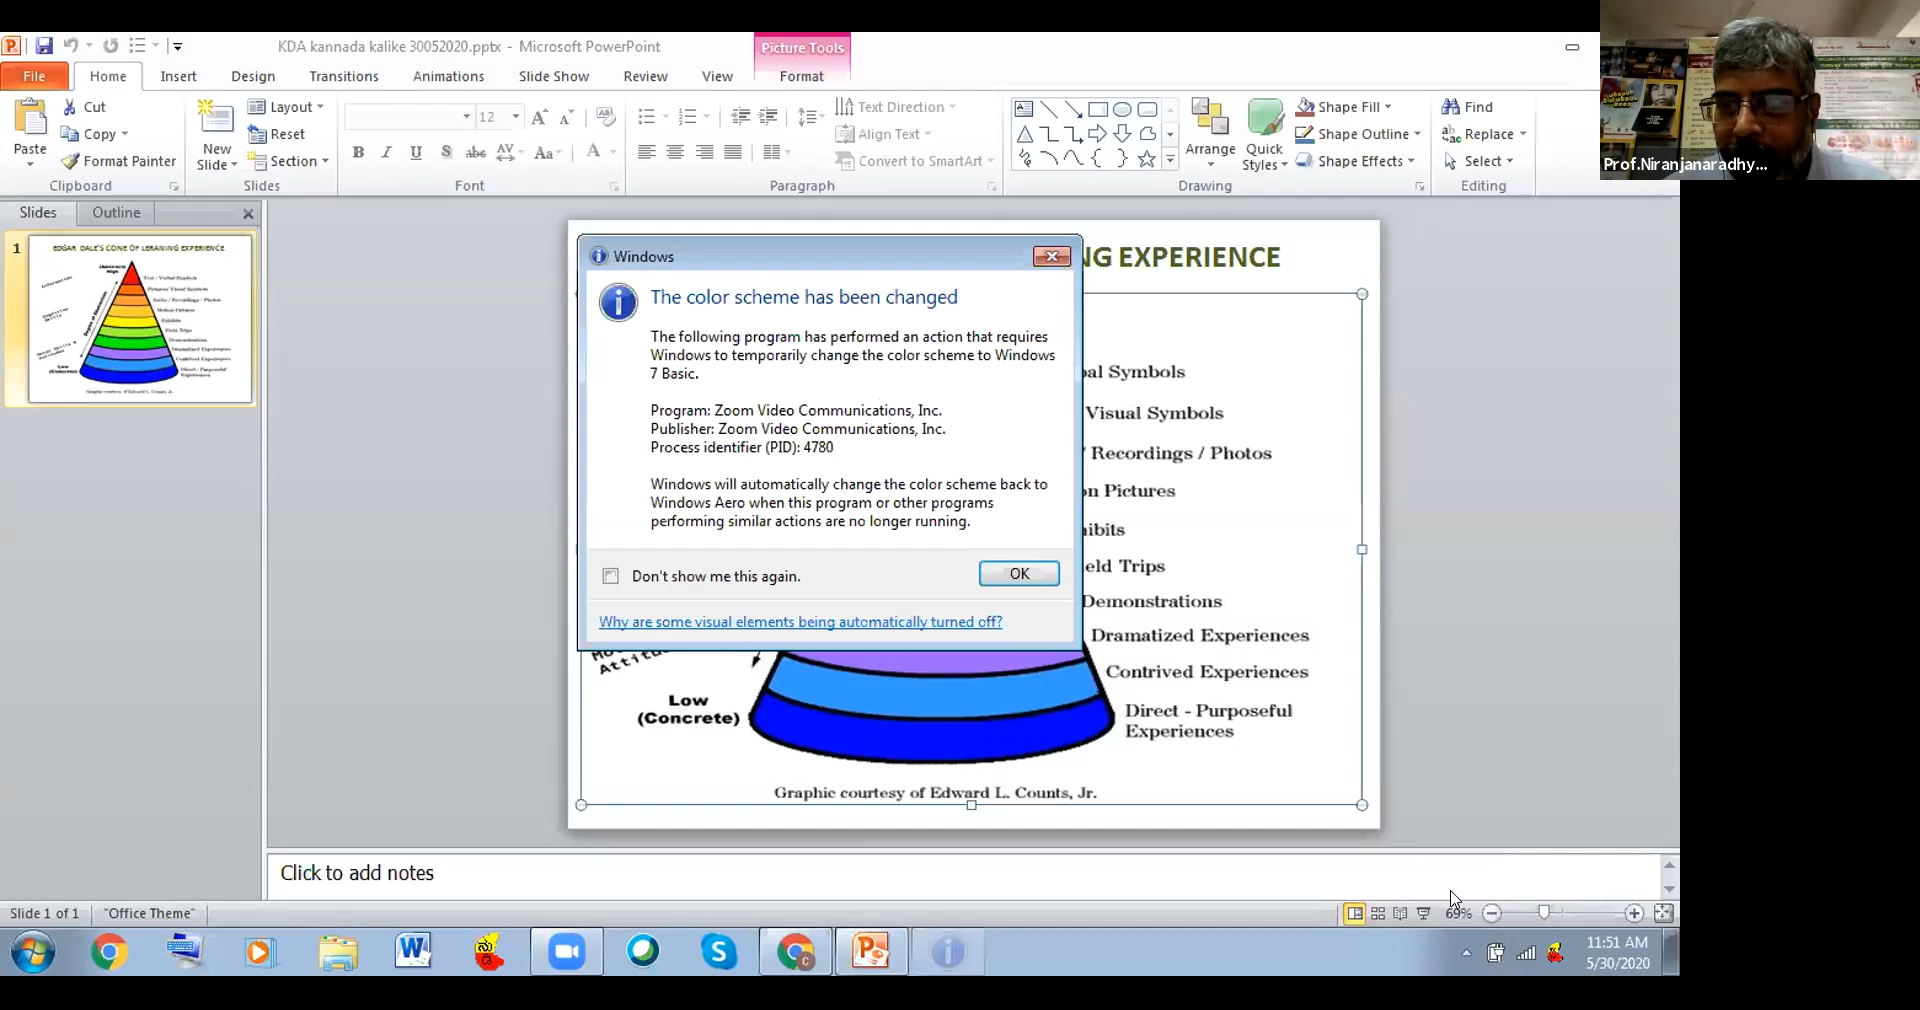 KDA kannada kalike 30052020.pptx - Microsoft PowerPoint
Picture Tools
File Home Insert Design Transitions Animations Slide Show Review View Format
Paste
Cut
Copy
Format Painter
Clipboard
New
Slide
Layout
Reset
Section
Slides
12
Font
Text Direction
Align Text
Convert to SmartArt
Paragraph
Arrange
Quick
Styles
Shape Fill
Shape Outline
Shape Effects
Drawing
Find
Replace
Select
Editing
Prof.Niranjanaradhy...
Slides Outline
1
EDGAR DALE'S CONE OF LERANING EXPERIENCE
NG EXPERIENCE
Windows
The color scheme has been changed
The following program has performed an action that requires
Windows to temporarily change the color scheme to Windows
7 Basic.
Program: Zoom Video Communications, Inc.
Publisher: Zoom Video Communications, Inc.
Process identifier (PID): 4780
Windows will automatically change the color scheme back to
Windows Aero when this program or other programs
performing similar actions are no longer running.
Don't show me this again.
OK
Why are some visual elements being automatically turned off?
al Symbols
Visual Symbols
/ Recordings / Photos
n Pictures
ibits
eld Trips
Demonstrations
Dramatized Experiences
Contrived Experiences
Direct - Purposeful
Experiences
Low
(Concrete)
Graphic courtesy of Edward L. Counts, Jr.
Click to add notes
Slide 1 of 1 "Office Theme"
69%
11:51 AM
5/30/2020